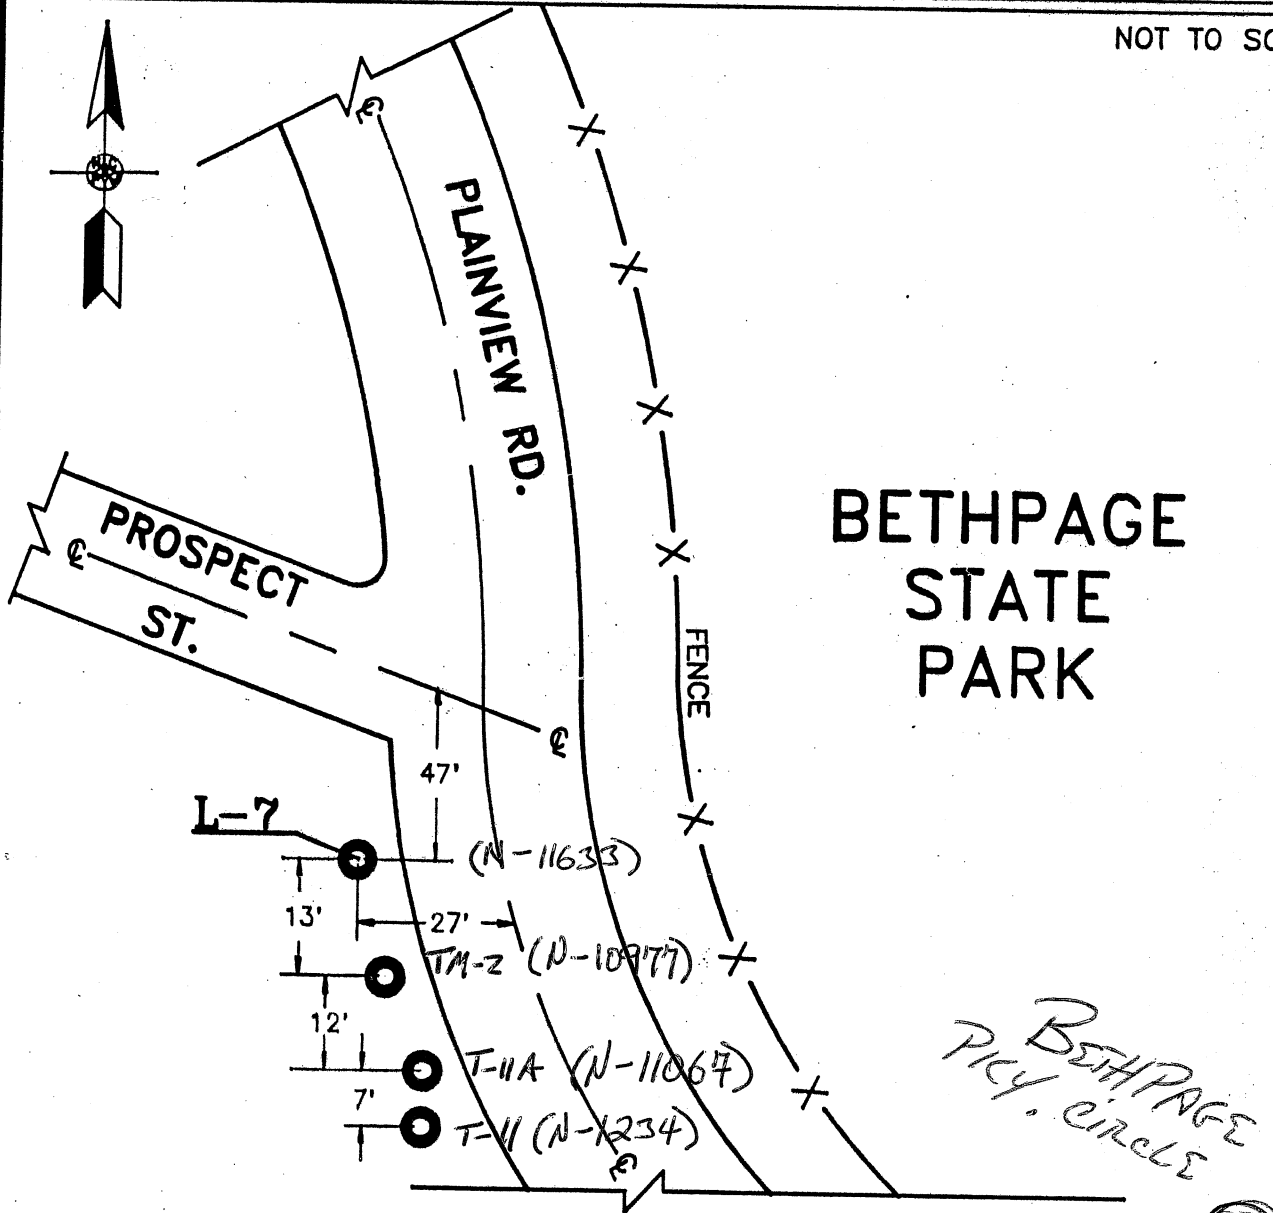 NOT TO SC
PLAINVIEW RD.
PROSPECT
ST.
BETHPAGE
STATE
PARK
FENCE
47'
L-7
(N-11633)
13'
27'
TM-2 (N-10977)
12'
T-11A (N-11067)
7'
T-11 (N-1234)
BETHPAGE
PKY. CIRCLE